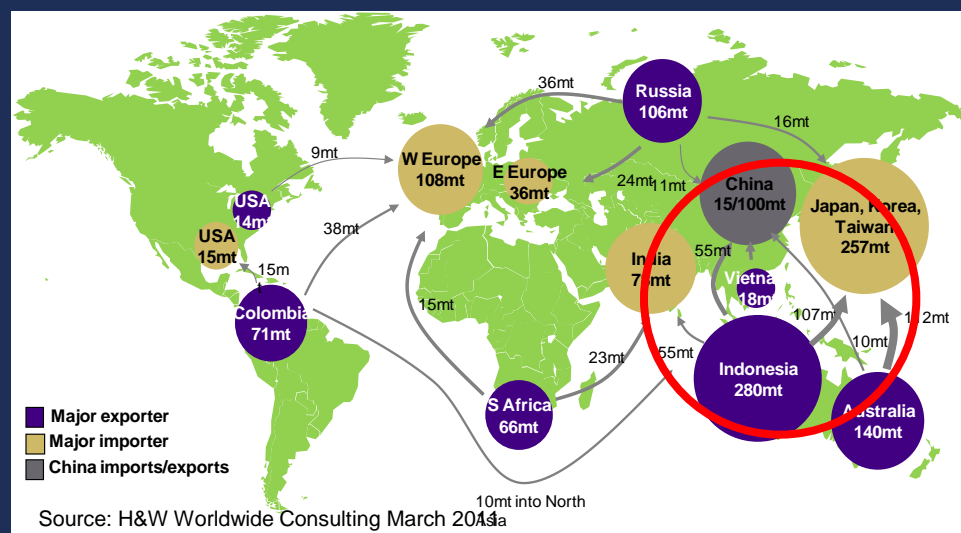 36mt
Russia
106mt
16mt
9mt
W Europe
108mt
E Europe
36mt
24mt
11mt
China
15/100mt
Japan, Korea,
Taiwan
257mt
USA
14mt
USA
15mt
38mt
India
55mt
Vietnam
18mt
15m
t
Colombia
71mt
15mt
23mt
55mt
107mt
10mt
112mt
Indonesia
280mt
S Africa
66mt
Australia
140mt
Major exporter
Major importer
China imports/exports
10mt into North
Asia
Source: H&W Worldwide Consulting March 2011